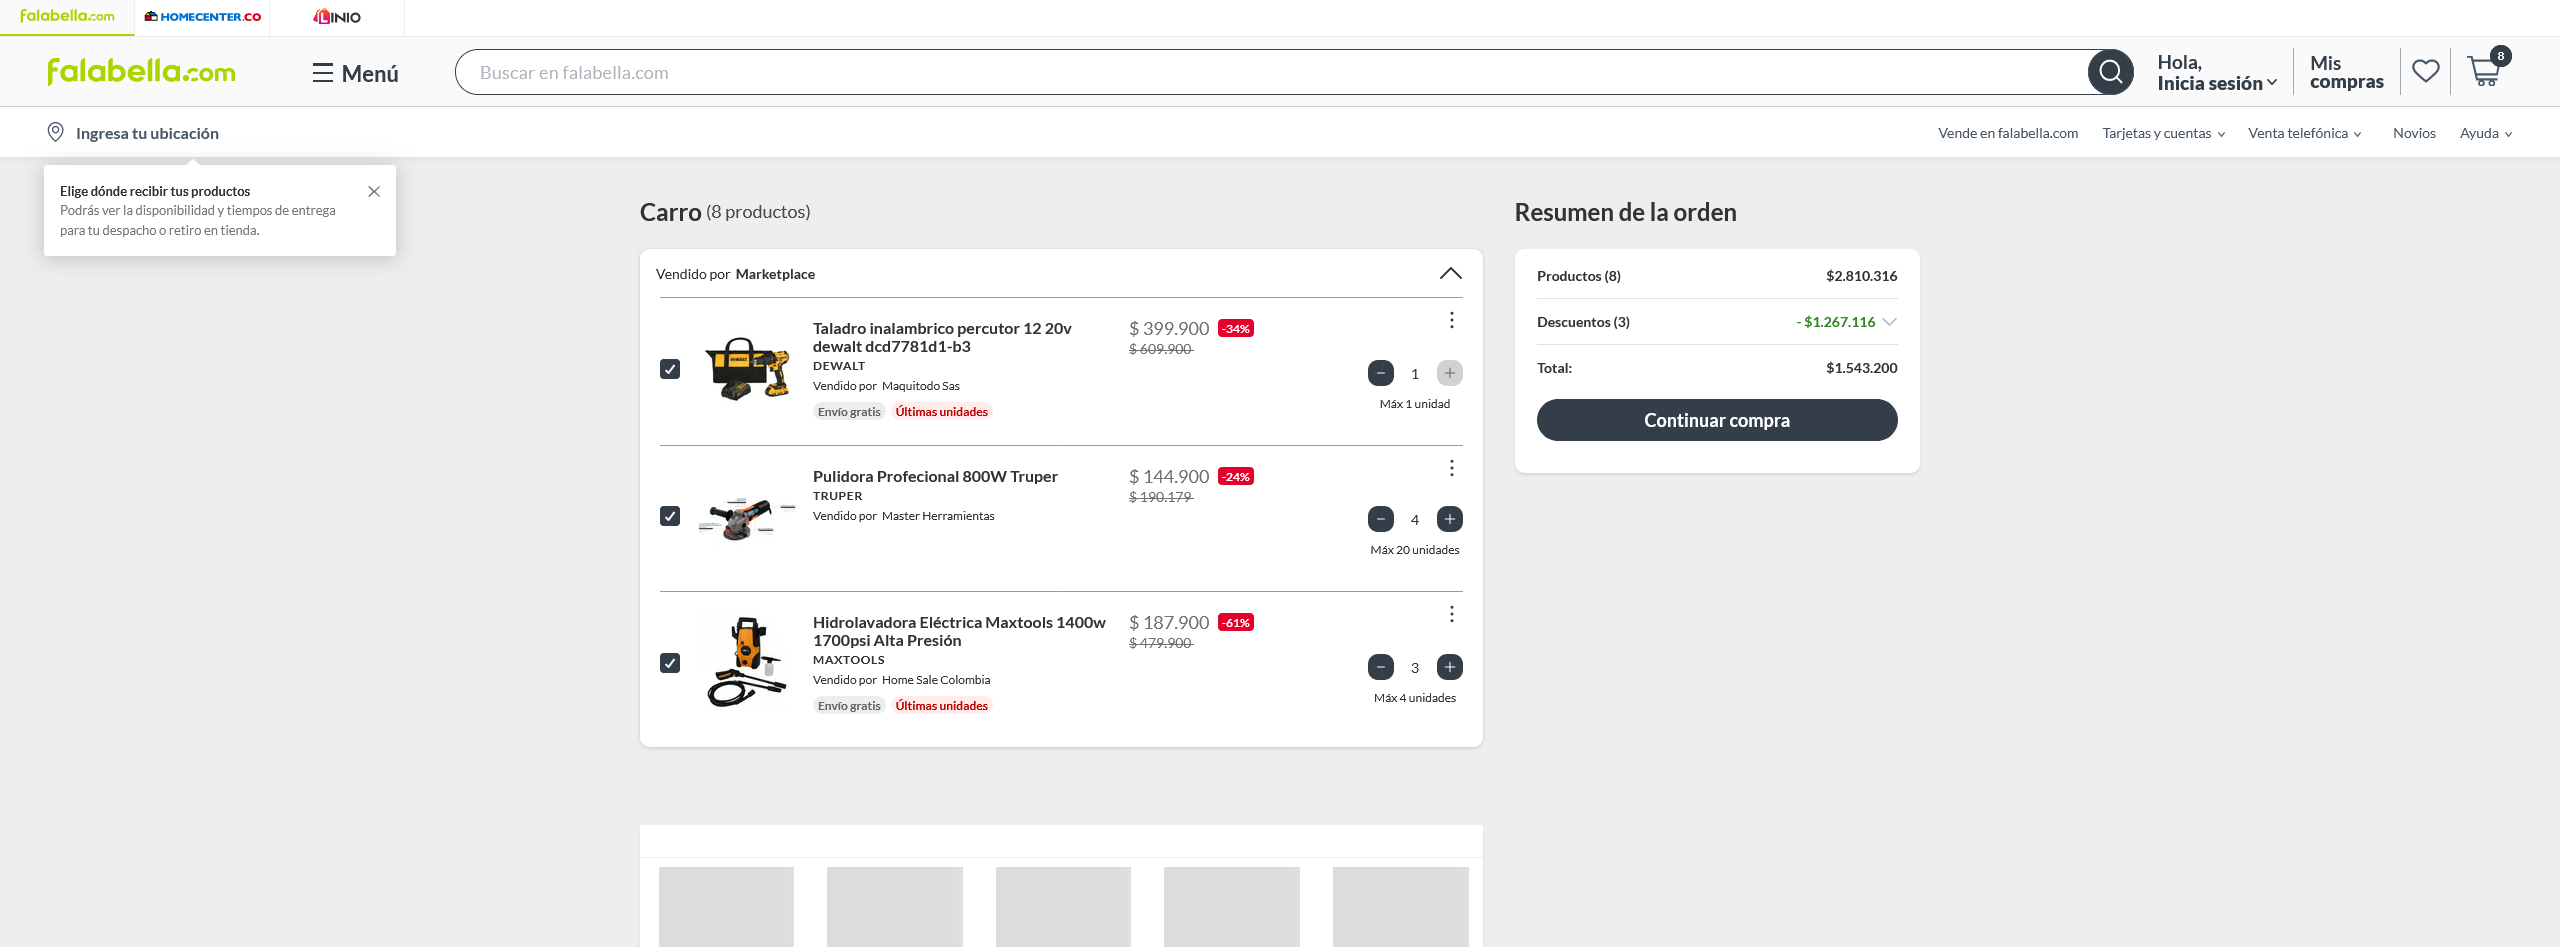 falabella.com
HOMECENTER.CO
LINIO
falabella.com
Menú
Buscar en falabella.com
Hola,
Inicia sesión
Mis
compras
8
Ingresa tu ubicación
Vende en falabella.com
Tarjetas y cuentas
Venta telefónica
Novios
Ayuda
Elige dónde recibir tus productos
Podrás ver la disponibilidad y tiempos de entrega
para tu despacho o retiro en tienda.
Carro (8 productos)
Vendido por Marketplace
Taladro inalambrico percutor 12 20v
dewalt dcd7781d1-b3
DEWALT
Vendido por Maquitodo Sas
Envío gratis Últimas unidades
$ 399.900 -34%
$ 609.900
1
Máx 1 unidad
Pulidora Profecional 800W Truper
TRUPER
Vendido por Master Herramientas
$ 144.900 -24%
$ 190.179
4
Máx 20 unidades
Hidrolavadora Eléctrica Maxtools 1400w
1700psi Alta Presión
MAXTOOLS
Vendido por Home Sale Colombia
Envío gratis Últimas unidades
$ 187.900 -61%
$ 479.900
3
Máx 4 unidades
Resumen de la orden
Productos (8) $2.810.316
Descuentos (3) - $1.267.116
Total: $1.543.200
Continuar compra